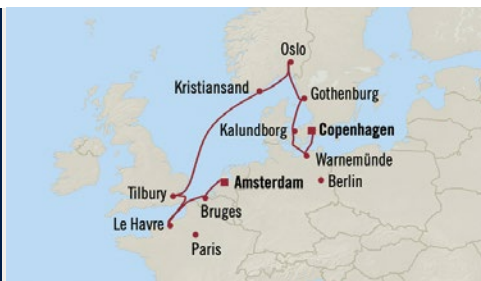 Oslo
Kristiansand
Gothenburg
Kalundborg
Copenhagen
Warnemünde
Berlin
Tilbury
Amsterdam
Bruges
Le Havre
Paris